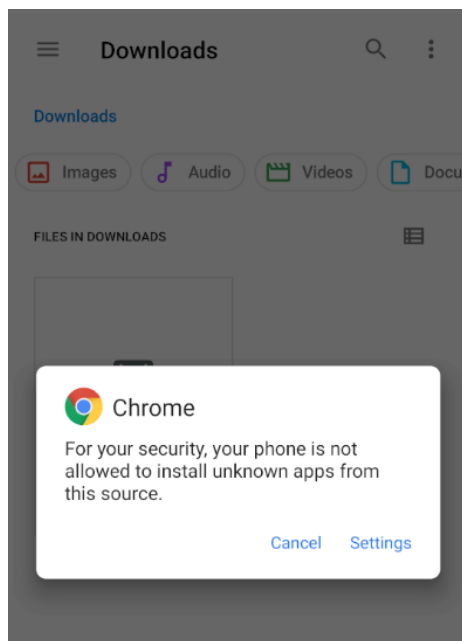 Downloads
Downloads
Images
Audio
Videos
Docu
FILES IN DOWNLOADS
Chrome
For your security, your phone is not
allowed to install unknown apps from
this source.
Cancel Settings